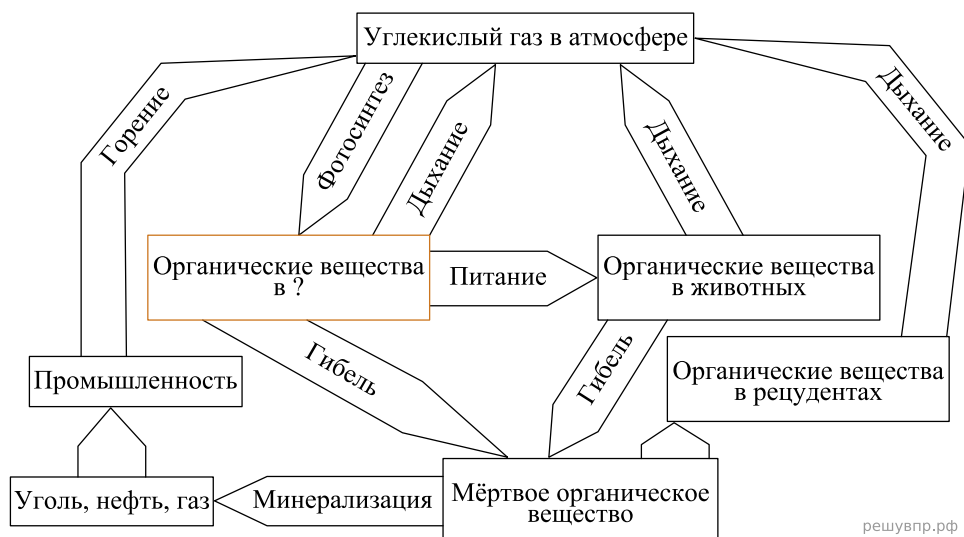 Углекислый газ в атмосфере
Горение
Фотосинтез
Дыхание
Дыхание
Дыхание
Органические вещества
в ?
Питание
Органические вещества
в животных
Гибель
Гибель
Промышленность
Органические вещества
в рецудентах
Уголь, нефть, газ
Минерализация
Мёртвое органическое
вещество
решувпр.рф